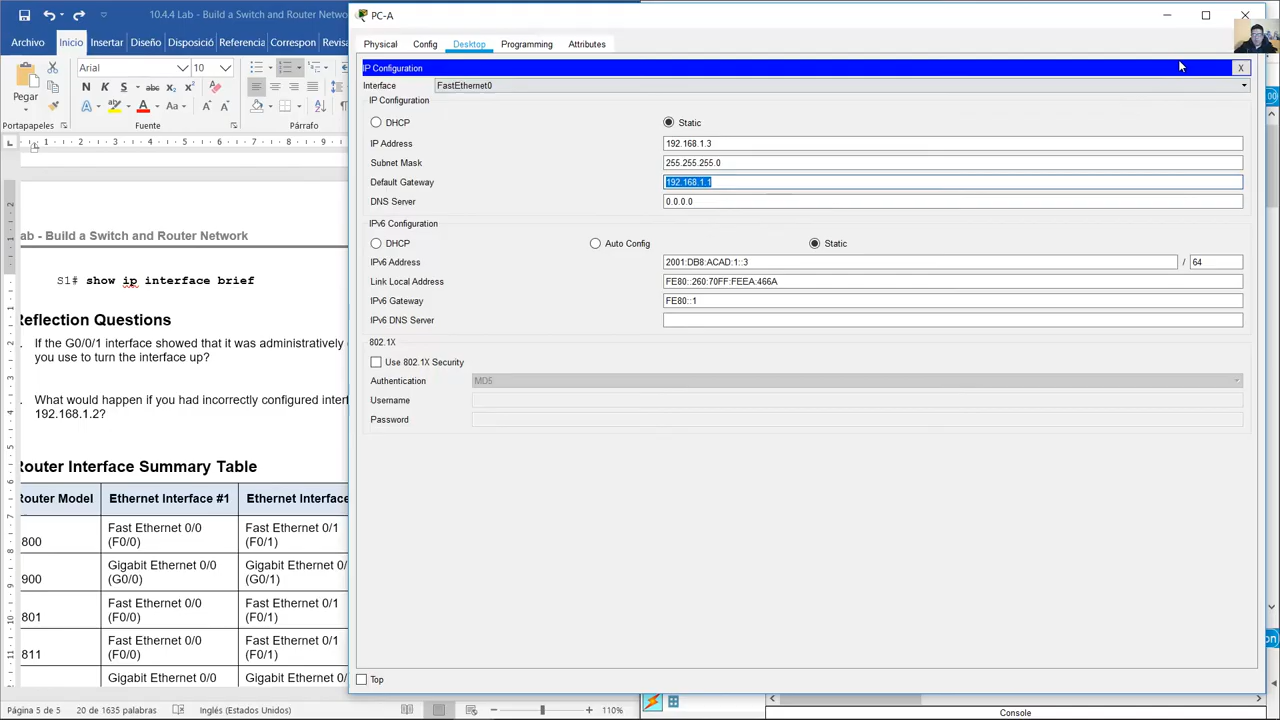 10.4.4 Lab - Build a Switch and Router Netwo
PC-A
Archivo Inicio Insertar Diseño Disposició Referencia Correspon Revisa
Physical Config Desktop Programming Attributes
Arial 10
Pegar
N K S abc x₂ x²
Portapapeles Fuente Párrafo
IP Configuration X
Interface FastEthernet0
IP Configuration
DHCP Static
IP Address 192.168.1.3
Subnet Mask 255.255.255.0
Default Gateway 192.168.1.1
DNS Server 0.0.0.0
IPv6 Configuration
DHCP Auto Config Static
IPv6 Address 2001:DB8:ACAD:1::3 / 64
Link Local Address FE80::260:70FF:FEEA:466A
IPv6 Gateway FE80::1
IPv6 DNS Server
802.1X
Use 802.1X Security
Authentication MD5
Username
Password
Top
ab - Build a Switch and Router Network
S1# show ip interface brief
Reflection Questions
If the G0/0/1 interface showed that it was administratively
you use to turn the interface up?
What would happen if you had incorrectly configured interf
192.168.1.2?
Router Interface Summary Table
Router Model Ethernet Interface #1 Ethernet Interface
800 Fast Ethernet 0/0 (F0/0) Fast Ethernet 0/1 (F0/1)
900 Gigabit Ethernet 0/0 (G0/0) Gigabit Ethernet 0/1 (G0/1)
801 Fast Ethernet 0/0 (F0/0) Fast Ethernet 0/1 (F0/1)
811 Fast Ethernet 0/0 (F0/0) Fast Ethernet 0/1 (F0/1)
Gigabit Ethernet 0/0 Gigabit Ethernet 0/
Página 5 de 5 20 de 1635 palabras Inglés (Estados Unidos) 110%
Console